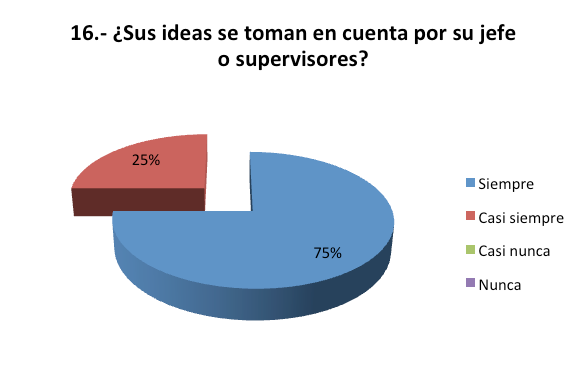 16.- ¿Sus ideas se toman en cuenta por su jefe
o supervisores?
25%
75%
Siempre
Casi siempre
Casi nunca
Nunca